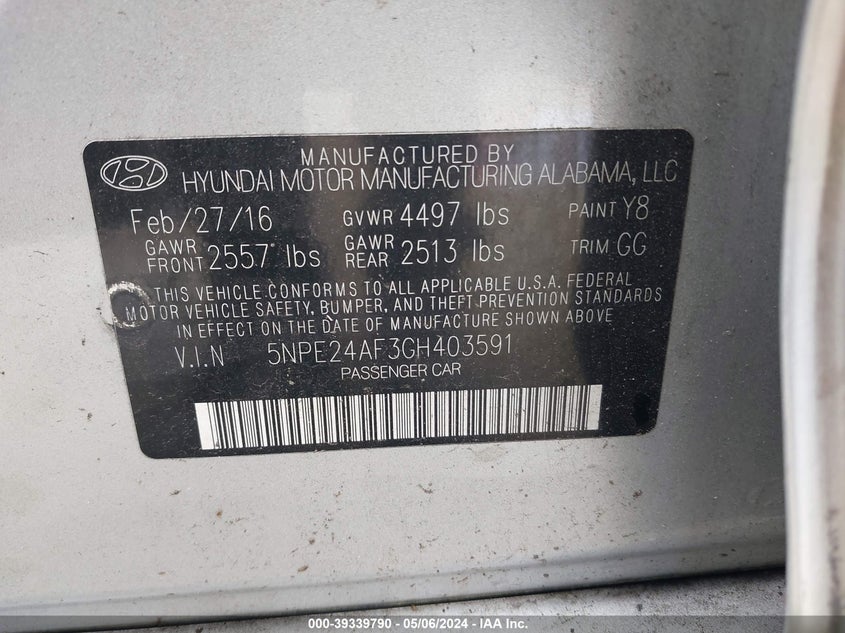 MANUFACTURED BY
HYUNDAI MOTOR MANUFACTURING ALABAMA, LLC
Feb/27/16 GVWR 4497 lbs PAINT Y8
GAWR FRONT 2557 lbs GAWR REAR 2513 lbs TRIM GG
THIS VEHICLE CONFORMS TO ALL APPLICABLE U.S.A. FEDERAL
MOTOR VEHICLE SAFETY, BUMPER, AND THEFT PREVENTION STANDARDS
IN EFFECT ON THE DATE OF MANUFACTURE SHOWN ABOVE
V.I.N 5NPE24AF3GH403591
PASSENGER CAR
000-39339790 - 05/06/2024 - IAA Inc.